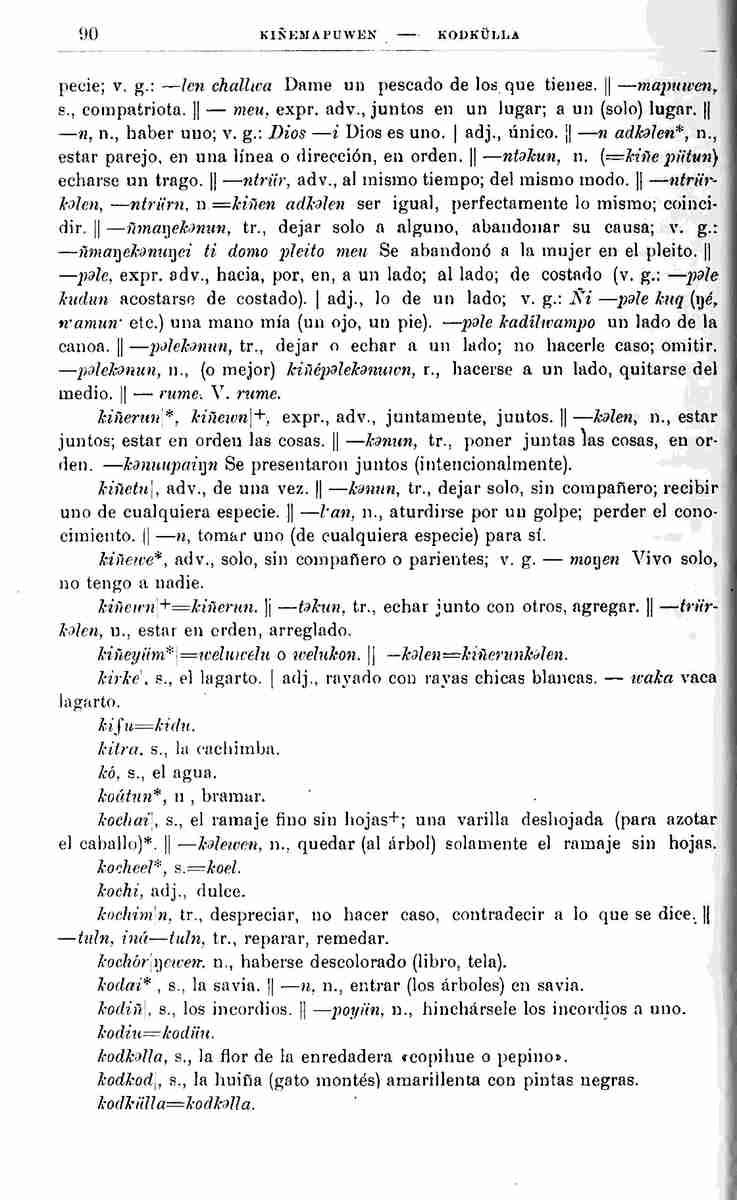 90 KIÑEMAPUWEN — KODKÜLLA
pecie; v. g.: —len challwa Dame un pescado de los que tienes. || —mapuwen,
s., compatriota. || — meu, expr. adv., juntos en un lugar; a un (solo) lugar. ||
—n, n., haber uno; v. g.: Dios —i Dios es uno. | adj., único. || —n adkəlen*, n.,
estar parejo, en una línea o dirección, en orden. || —ntəkun, n. (=kiñe pütun)
echarse un trago. || —ntrür, adv., al mismo tiempo; del mismo modo. || —ntrür-
kəlen, —ntrürn, n =kiñen adkəlen ser igual, perfectamente lo mismo; coinci-
dir. || —ñmaŋekənun, tr., dejar solo a alguno, abandonar su causa; v. g.:
—ñmaŋekənuŋei ti domo pleito meu Se abandonó a la mujer en el pleito. ||
—pəle, expr. adv., hacia, por, en, a un lado; al lado; de costado (v. g.: —pəle
kudun acostarse de costado). | adj., lo de un lado; v. g.: Ñi —pəle kuq (ŋé,
n·amun· etc.) una mano mía (un ojo, un pie). —pəle kadilwampo un lado de la
canoa. || —pəlekənun, tr., dejar o echar a un lado; no hacerle caso; omitir.
—pəlekənun, n., (o mejor) kiñépəlekənuwn, r., hacerse a un lado, quitarse del
medio. || — rume. V. rume.
kiñerun|*, kiñewn|+, expr., adv., juntamente, juntos. || —kəlen, n., estar
juntos; estar en orden las cosas. || —kənun, tr., poner juntas las cosas, en or-
den. —kənuupaiŋn Se presentaron juntos (intencionalmente).
kiñetu|, adv., de una vez. || —kənun, tr., dejar solo, sin compañero; recibir
uno de cualquiera especie. || —l·an, n., aturdirse por un golpe; perder el cono-
cimiento. || —n, tomar uno (de cualquiera especie) para sí.
kiñewe*, adv., solo, sin compañero o parientes; v. g. — moŋen Vivo solo,
no tengo a nadie.
kiñewn|+=kiñerun. || —təkun, tr., echar junto con otros, agregar. || —trür-
kəlen, n., estar en orden, arreglado.
kiñeyüm*|=weluwelu o welukon. || —kəlen=kiñerunkəlen.
kirke|, s., el lagarto. | adj., rayado con rayas chicas blancas. — waka vaca
lagarto.
kiʃu=kidu.
kitra, s., la cachimba.
kó, s., el agua.
koútun*, n , bramar.
kochai|, s., el ramaje fino sin hojas+; una varilla deshojada (para azotar
el caballo)*. || —kəlewen, n., quedar (al árbol) solamente el ramaje sin hojas.
kocheel*, s.=koel.
kochi, adj., dulce.
kochim|n, tr., despreciar, no hacer caso, contradecir a lo que se dice. ||
—tuln, inú—tuln, tr., reparar, remedar.
kochór|ŋewen. n., haberse descolorado (libro, tela).
kodai* , s., la savia. || —n, n., entrar (los árboles) en savia.
kodiñ|, s., los incordios. || —poyün, n., hinchársele los incordios a uno.
kodiu=kodüu.
kodkəlla, s., la flor de la enredadera «copihue o pepino».
kodkod|, s., la huiña (gato montés) amarillenta con pintas negras.
kodkülla=kodkəlla.